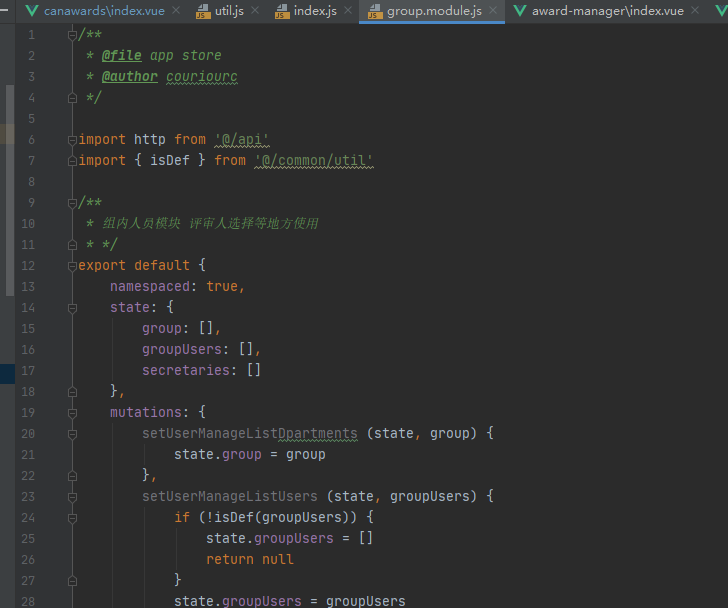 canawards\index.vue × util.js × index.js × group.module.js × award-manager\index.vue ×
1 /**
2 * @file app store
3 * @author couriourc
4 */
5
6 import http from '@/api'
7 import { isDef } from '@/common/util'
8
9 /**
10 * 组内人员模块 评审人选择等地方使用
11 * */
12 export default {
13 namespaced: true,
14 state: {
15 group: [],
16 groupUsers: [],
17 secretaries: []
18 },
19 mutations: {
20 setUserManageListDpartments (state, group) {
21 state.group = group
22 },
23 setUserManageListUsers (state, groupUsers) {
24 if (!isDef(groupUsers)) {
25 state.groupUsers = []
26 return null
27 }
28 state.groupUsers = groupUsers